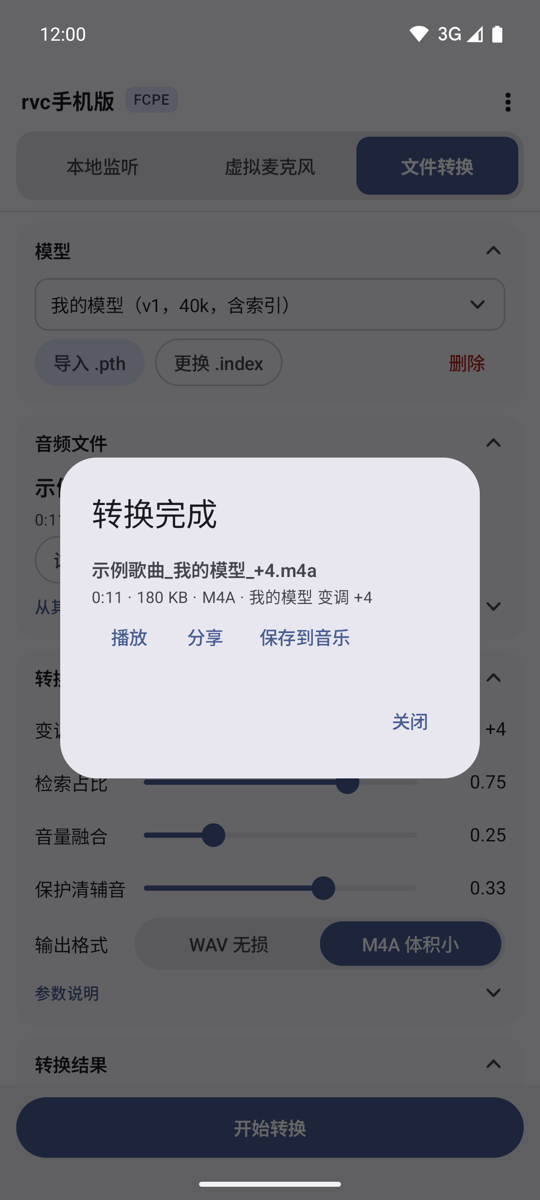 12:00 3G
rvc手机版 FCPE
本地监听 虚拟麦克风 文件转换
模型
我的模型（v1，40k，含索引）
导入 .pth 更换 .index 删除
音频文件
转换完成
示例歌曲_我的模型_+4.m4a
0:11 · 180 KB · M4A · 我的模型 变调 +4
播放 分享 保存到音乐
关闭
+4
检索占比 0.75
音量融合 0.25
保护清辅音 0.33
输出格式 WAV 无损 M4A 体积小
参数说明
转换结果
开始转换